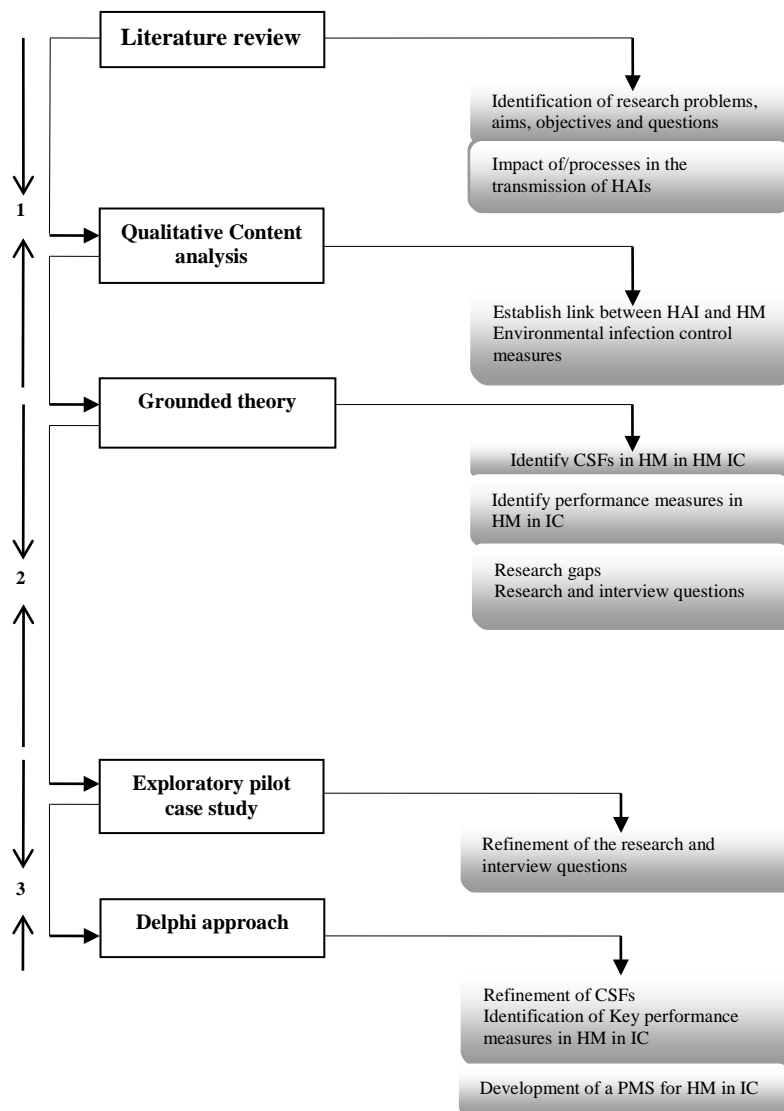 Literature review
Identification of research problems,
aims, objectives and questions
Impact of/processes in the
transmission of HAIs
1
Qualitative Content
analysis
Establish link between HAI and HM
Environmental infection control
measures
Grounded theory
Identify CSFs in HM in HM IC
Identify performance measures in
HM in IC
2
Research gaps
Research and interview questions
Exploratory pilot
case study
Refinement of the research and
interview questions
3
Delphi approach
Refinement of CSFs
Identification of Key performance
measures in HM in IC
Development of a PMS for HM in IC